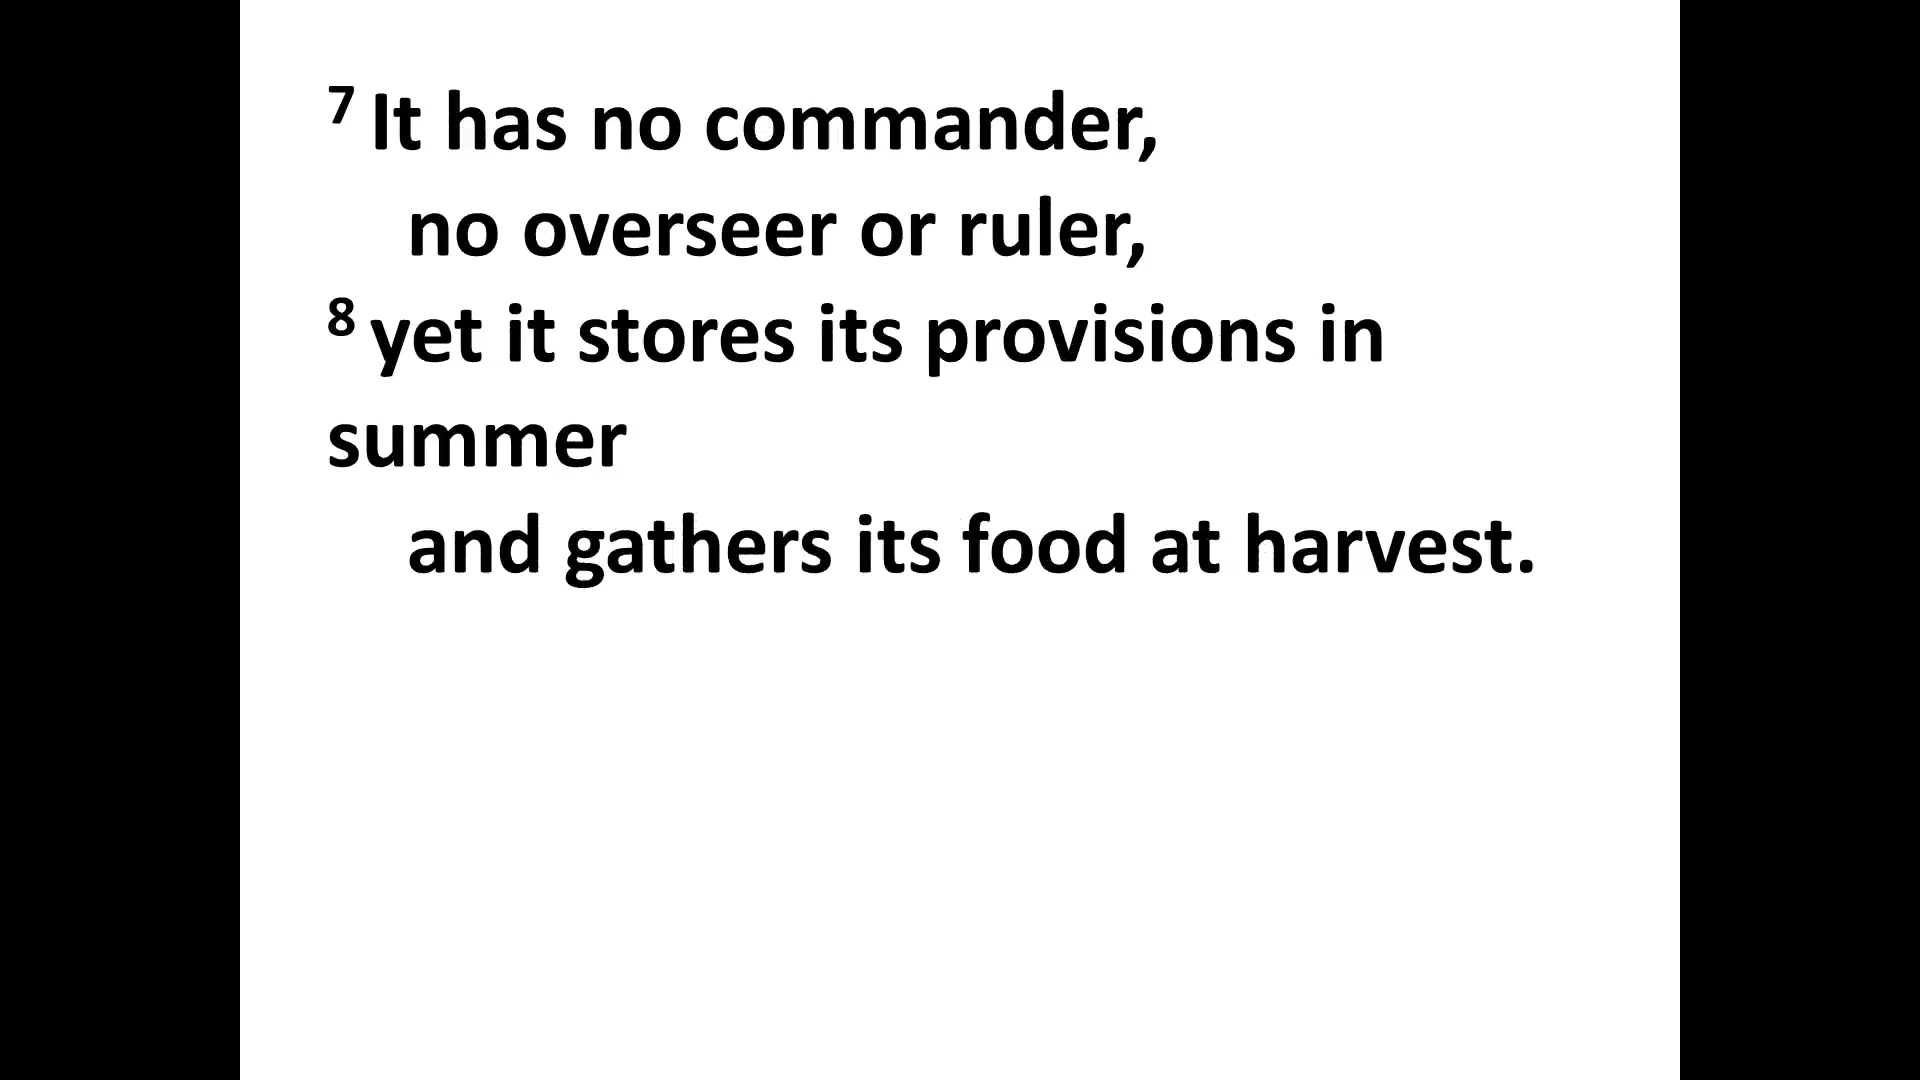 7 It has no commander,
no overseer or ruler,
8 yet it stores its provisions in
summer
and gathers its food at harvest.